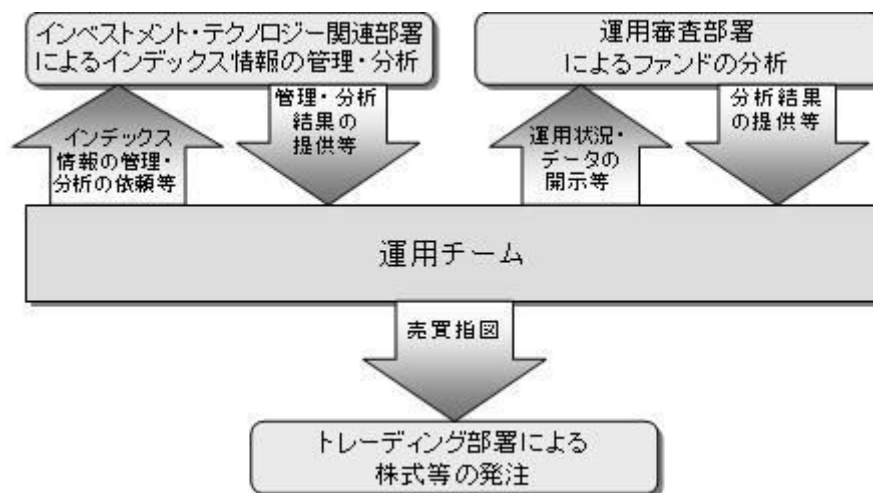 インベストメント・テクノロジー関連部署
によるインデックス情報の管理・分析
運用審査部署
によるファンドの分析
インデックス
情報の管理・
分析の依頼等
管理・分析
結果の
提供等
運用状況・
データの
開示等
分析結果
の提供等
運用チーム
売買指図
トレーディング部署による
株式等の発注